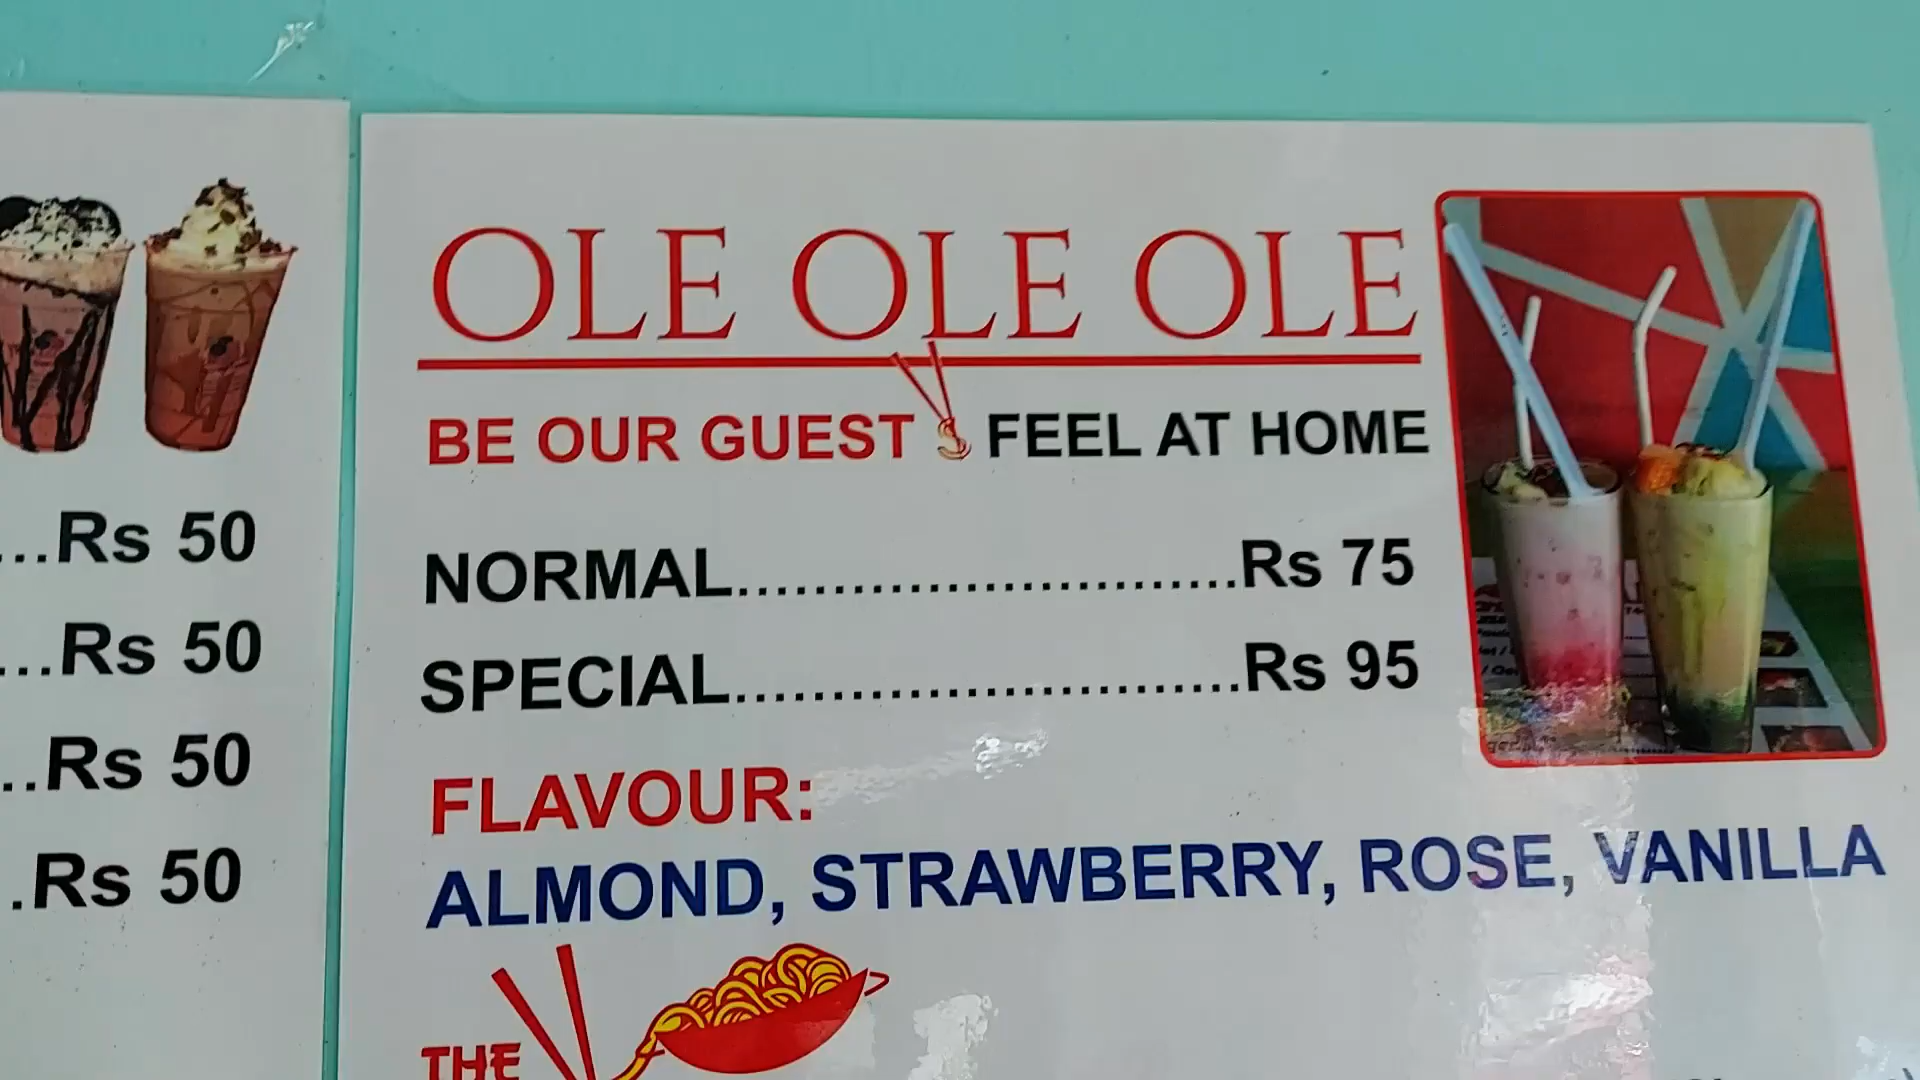 ...Rs 50
...Rs 50
..Rs 50
.Rs 50
OLE OLE OLE
BE OUR GUEST FEEL AT HOME
NORMAL..........................Rs 75
SPECIAL..........................Rs 95
FLAVOUR:
ALMOND, STRAWBERRY, ROSE, VANILLA
THE